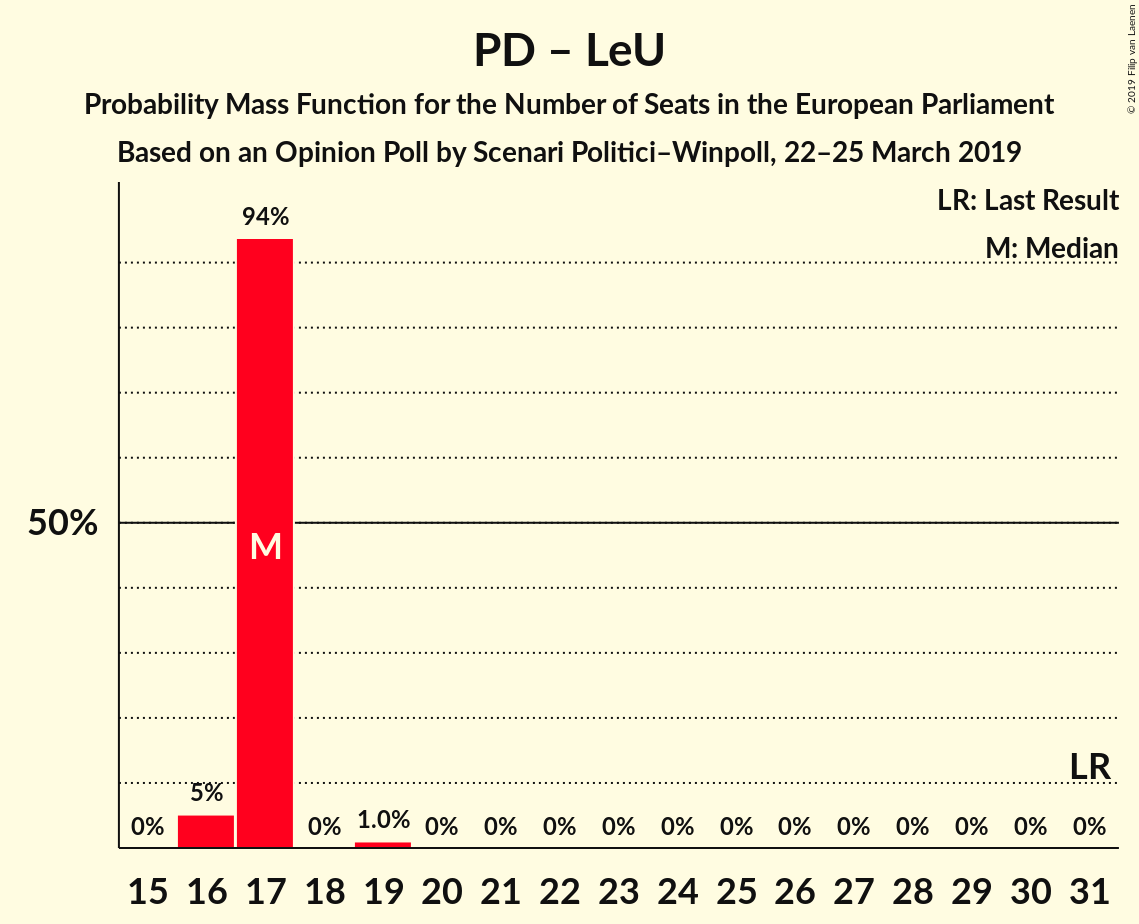 PD – LeU
Probability Mass Function for the Number of Seats in the European Parliament
Based on an Opinion Poll by Scenari Politici–Winpoll, 22–25 March 2019
© 2019 Filip van Laenen
LR: Last Result
M: Median
94%
50%
M
LR
0% 5% 0% 1.0% 0% 0% 0% 0% 0% 0% 0% 0% 0% 0% 0% 0%
15 16 17 18 19 20 21 22 23 24 25 26 27 28 29 30 31